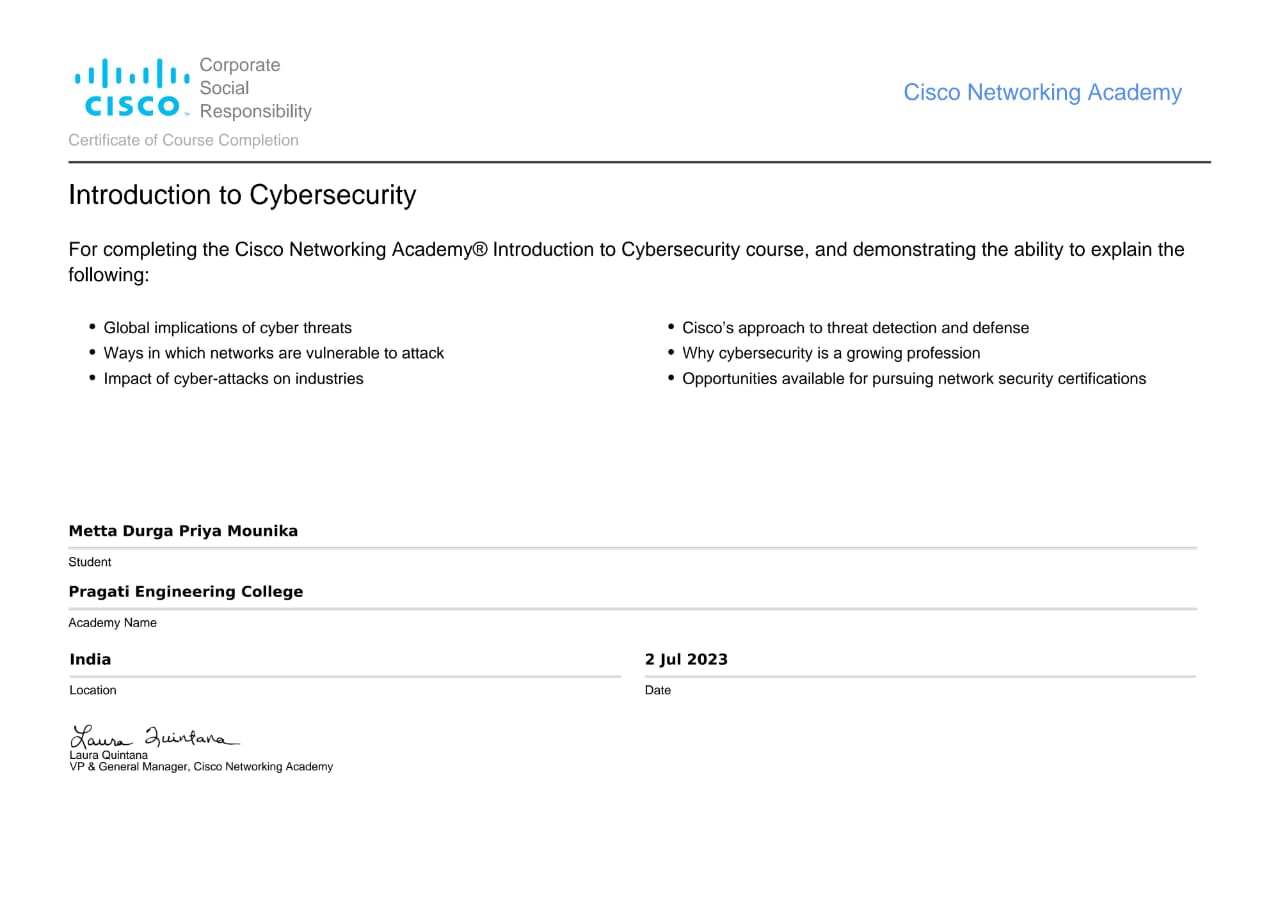 Corporate
Social
Responsibility
CISCO™
Cisco Networking Academy
Certificate of Course Completion
Introduction to Cybersecurity
For completing the Cisco Networking Academy® Introduction to Cybersecurity course, and demonstrating the ability to explain the
following:
• Global implications of cyber threats
• Ways in which networks are vulnerable to attack
• Impact of cyber-attacks on industries
• Cisco’s approach to threat detection and defense
• Why cybersecurity is a growing profession
• Opportunities available for pursuing network security certifications
Metta Durga Priya Mounika
Student
Pragati Engineering College
Academy Name
India
Location
2 Jul 2023
Date
Laura Quintana
Laura Quintana
VP & General Manager, Cisco Networking Academy